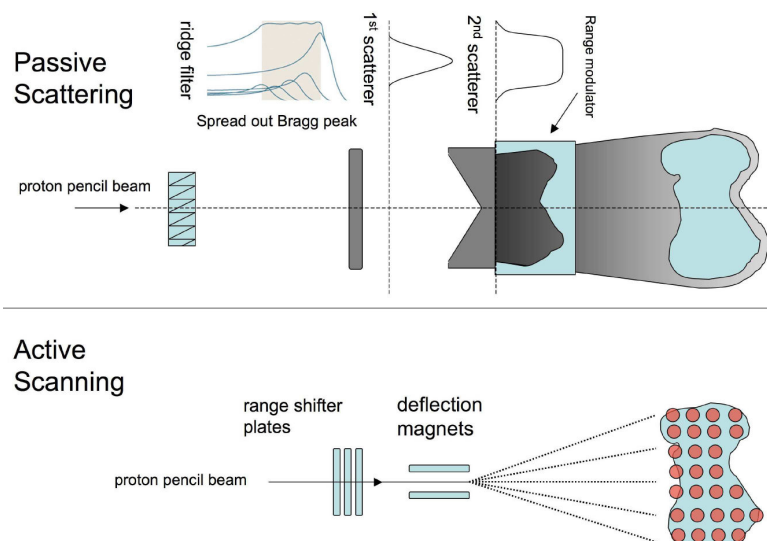 Passive
Scattering
ridge filter
Spread out Bragg peak
1st scatterer
2nd scatterer
Range modulator
proton pencil beam
Active
Scanning
range shifter
plates
deflection
magnets
proton pencil beam